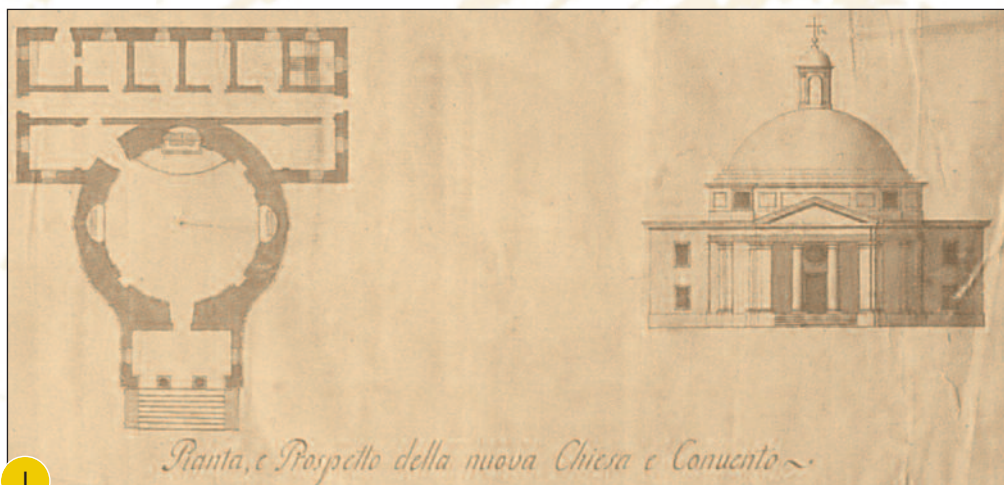 Pianta, e Prospetto della nuova Chiesa e Convento ~.